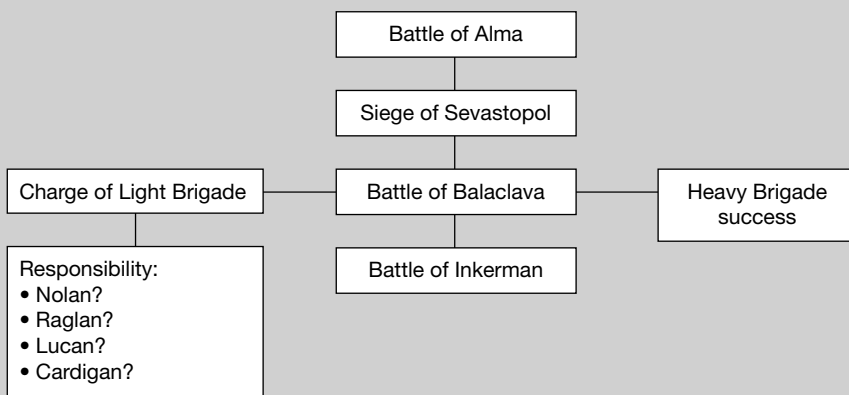 Battle of Alma
Siege of Sevastopol
Charge of Light Brigade
Battle of Balaclava
Heavy Brigade
success
Responsibility:
• Nolan?
• Raglan?
• Lucan?
• Cardigan?
Battle of Inkerman